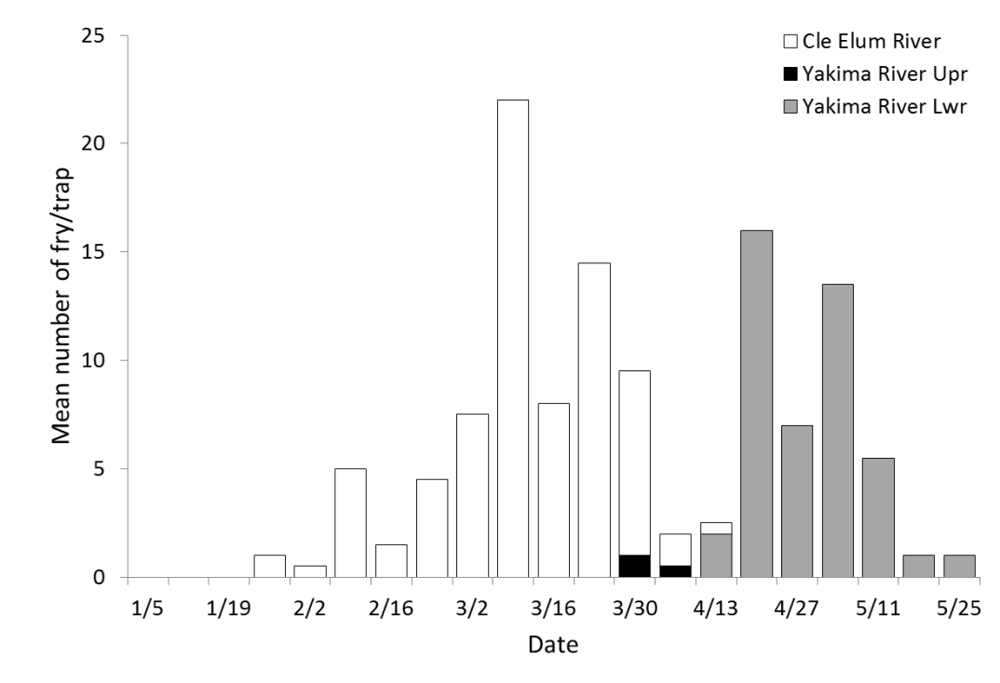 25
20
15
10
5
0
Mean number of fry/trap
Cle Elum River
Yakima River Upr
Yakima River Lwr
1/5 1/19 2/2 2/16 3/2 3/16 3/30 4/13 4/27 5/11 5/25
Date